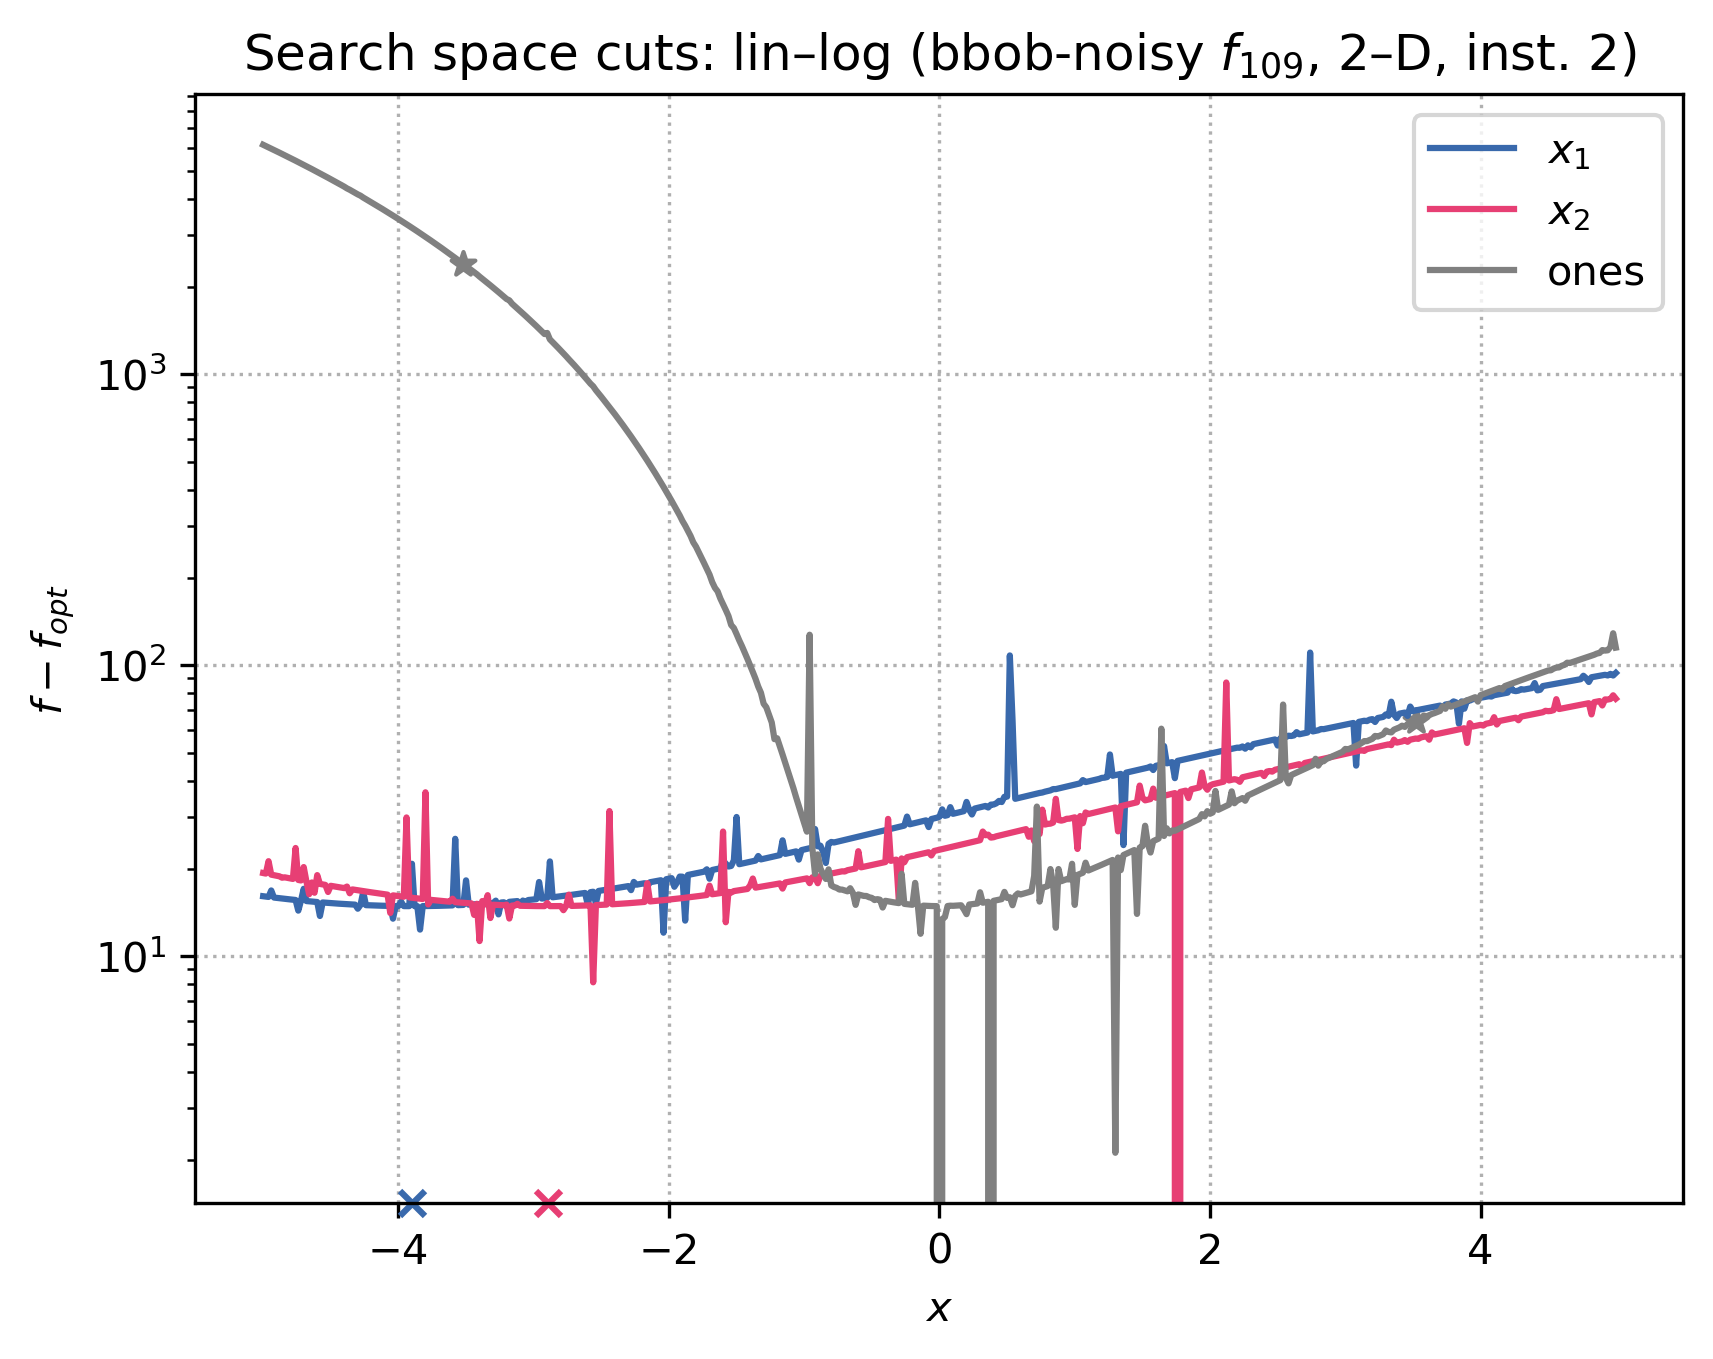 Search space cuts: lin–log (bbob-noisy f₁₀₉, 2–D, inst. 2)
x₁
x₂
ones
f − fₒₚₜ
10³
10²
10¹
−4
−2
0
2
4
x